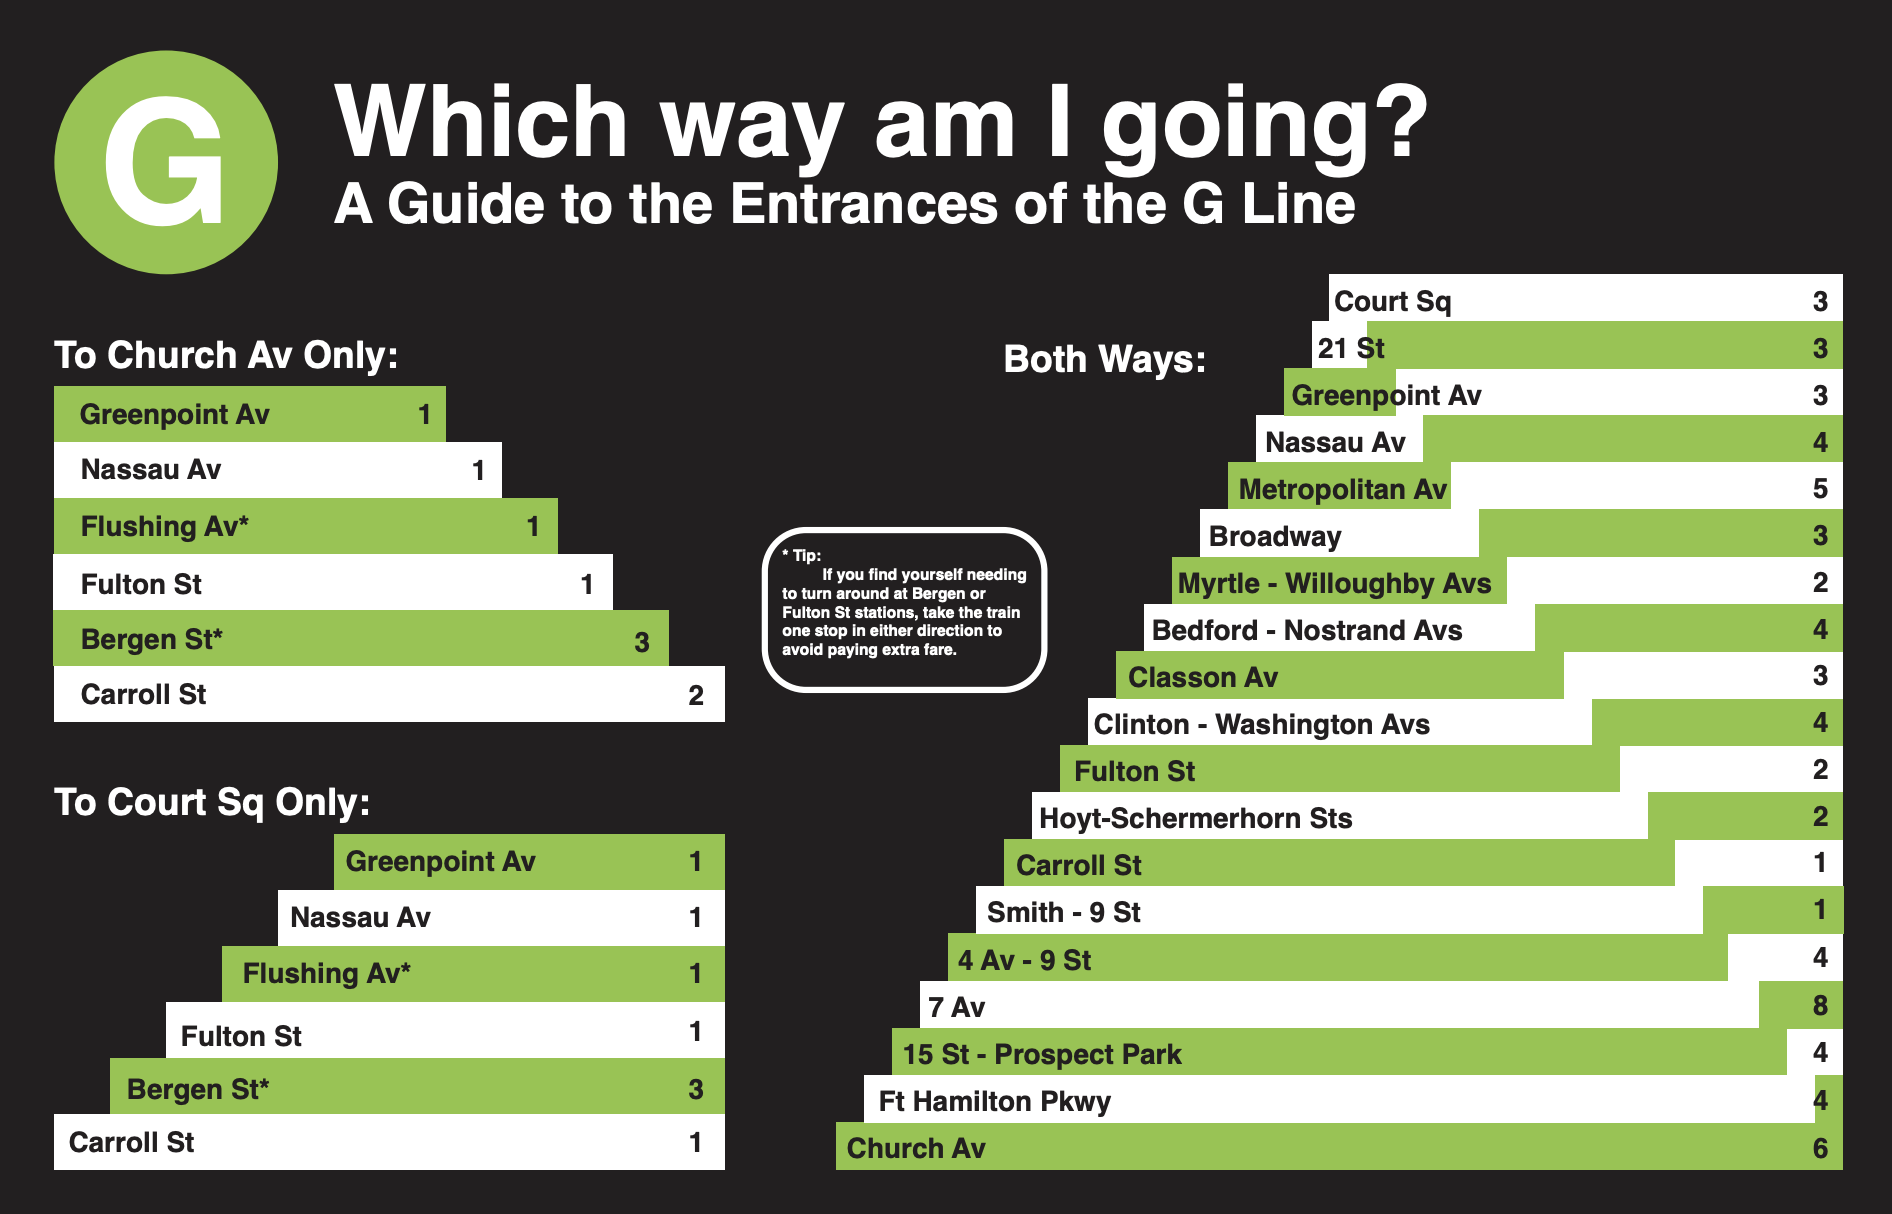 G
Which way am I going?
A Guide to the Entrances of the G Line
To Church Av Only:
Greenpoint Av 1
Nassau Av 1
Flushing Av* 1
Fulton St 1
Bergen St* 3
Carroll St 2
To Court Sq Only:
Greenpoint Av 1
Nassau Av 1
Flushing Av* 1
Fulton St 1
Bergen St* 3
Carroll St 1
* Tip:
If you find yourself needing
to turn around at Bergen or
Fulton St stations, take the train
one stop in either direction to
avoid paying extra fare.
Both Ways:
Court Sq 3
21 St 3
Greenpoint Av 3
Nassau Av 4
Metropolitan Av 5
Broadway 3
Myrtle - Willoughby Avs 2
Bedford - Nostrand Avs 4
Classon Av 3
Clinton - Washington Avs 4
Fulton St 2
Hoyt-Schermerhorn Sts 2
Carroll St 1
Smith - 9 St 1
4 Av - 9 St 4
7 Av 8
15 St - Prospect Park 4
Ft Hamilton Pkwy 4
Church Av 6